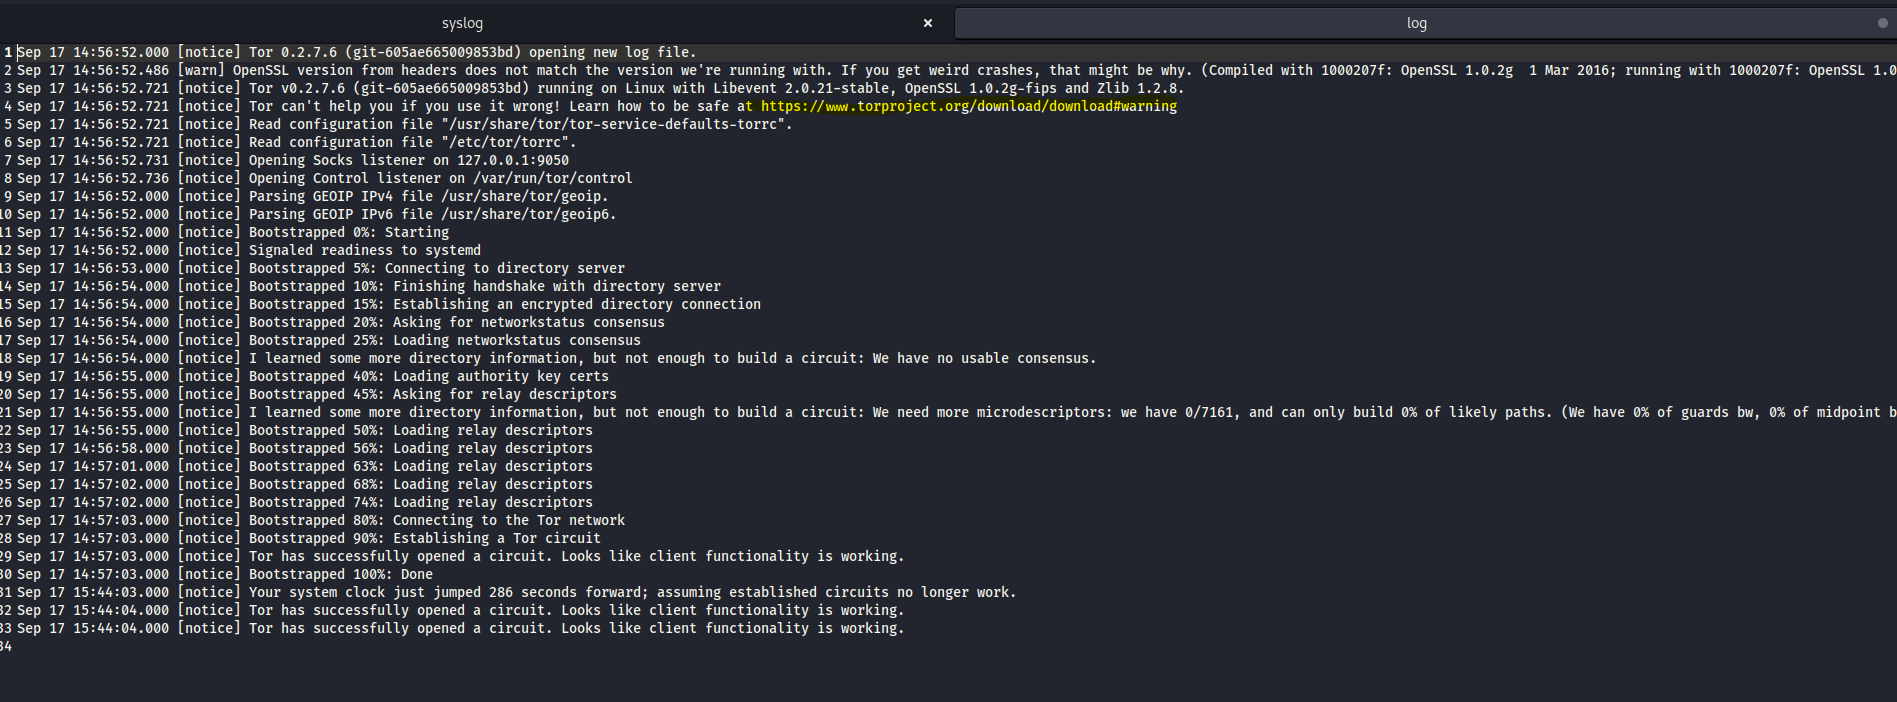 syslog × log
1 Sep 17 14:56:52.000 [notice] Tor 0.2.7.6 (git-605ae665009853bd) opening new log file.
2 Sep 17 14:56:52.486 [warn] OpenSSL version from headers does not match the version we're running with. If you get weird crashes, that might be why. (Compiled with 1000207f: OpenSSL 1.0.2g  1 Mar 2016; running with 1000207f: OpenSSL 1.0
3 Sep 17 14:56:52.721 [notice] Tor v0.2.7.6 (git-605ae665009853bd) running on Linux with Libevent 2.0.21-stable, OpenSSL 1.0.2g-fips and Zlib 1.2.8.
4 Sep 17 14:56:52.721 [notice] Tor can't help you if you use it wrong! Learn how to be safe at https://www.torproject.org/download/download#warning
5 Sep 17 14:56:52.721 [notice] Read configuration file "/usr/share/tor/tor-service-defaults-torrc".
6 Sep 17 14:56:52.721 [notice] Read configuration file "/etc/tor/torrc".
7 Sep 17 14:56:52.731 [notice] Opening Socks listener on 127.0.0.1:9050
8 Sep 17 14:56:52.736 [notice] Opening Control listener on /var/run/tor/control
9 Sep 17 14:56:52.000 [notice] Parsing GEOIP IPv4 file /usr/share/tor/geoip.
10 Sep 17 14:56:52.000 [notice] Parsing GEOIP IPv6 file /usr/share/tor/geoip6.
11 Sep 17 14:56:52.000 [notice] Bootstrapped 0%: Starting
12 Sep 17 14:56:52.000 [notice] Signaled readiness to systemd
13 Sep 17 14:56:53.000 [notice] Bootstrapped 5%: Connecting to directory server
14 Sep 17 14:56:54.000 [notice] Bootstrapped 10%: Finishing handshake with directory server
15 Sep 17 14:56:54.000 [notice] Bootstrapped 15%: Establishing an encrypted directory connection
16 Sep 17 14:56:54.000 [notice] Bootstrapped 20%: Asking for networkstatus consensus
17 Sep 17 14:56:54.000 [notice] Bootstrapped 25%: Loading networkstatus consensus
18 Sep 17 14:56:54.000 [notice] I learned some more directory information, but not enough to build a circuit: We have no usable consensus.
19 Sep 17 14:56:55.000 [notice] Bootstrapped 40%: Loading authority key certs
20 Sep 17 14:56:55.000 [notice] Bootstrapped 45%: Asking for relay descriptors
21 Sep 17 14:56:55.000 [notice] I learned some more directory information, but not enough to build a circuit: We need more microdescriptors: we have 0/7161, and can only build 0% of likely paths. (We have 0% of guards bw, 0% of midpoint b
22 Sep 17 14:56:55.000 [notice] Bootstrapped 50%: Loading relay descriptors
23 Sep 17 14:56:58.000 [notice] Bootstrapped 56%: Loading relay descriptors
24 Sep 17 14:57:01.000 [notice] Bootstrapped 63%: Loading relay descriptors
25 Sep 17 14:57:02.000 [notice] Bootstrapped 68%: Loading relay descriptors
26 Sep 17 14:57:02.000 [notice] Bootstrapped 74%: Loading relay descriptors
27 Sep 17 14:57:03.000 [notice] Bootstrapped 80%: Connecting to the Tor network
28 Sep 17 14:57:03.000 [notice] Bootstrapped 90%: Establishing a Tor circuit
29 Sep 17 14:57:03.000 [notice] Tor has successfully opened a circuit. Looks like client functionality is working.
30 Sep 17 14:57:03.000 [notice] Bootstrapped 100%: Done
31 Sep 17 15:44:03.000 [notice] Your system clock just jumped 286 seconds forward; assuming established circuits no longer work.
32 Sep 17 15:44:04.000 [notice] Tor has successfully opened a circuit. Looks like client functionality is working.
33 Sep 17 15:44:04.000 [notice] Tor has successfully opened a circuit. Looks like client functionality is working.
34